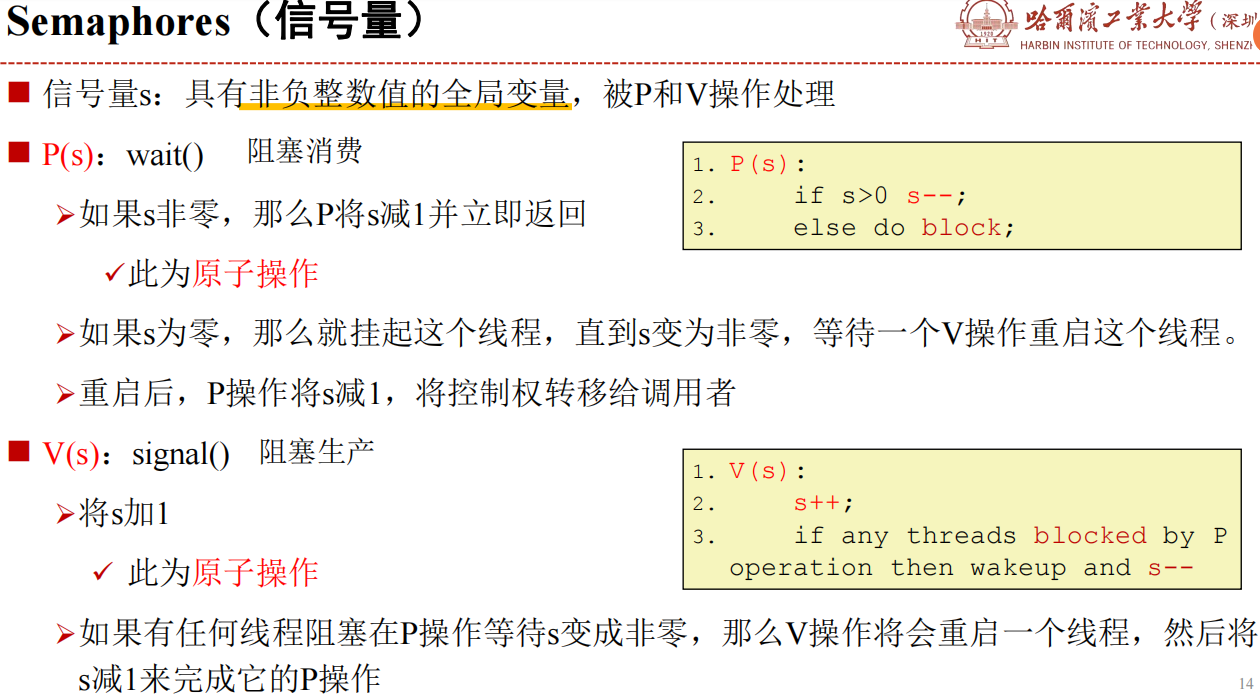 Semaphores（信号量）
哈爾濱工業大學（深圳
HARBIN INSTITUTE OF TECHNOLOGY, SHENZH
1920
HIT
信号量s：具有非负整数值的全局变量，被P和V操作处理
P(s)：wait() 阻塞消费
如果s非零，那么P将s减1并立即返回
此为原子操作
如果s为零，那么就挂起这个线程，直到s变为非零，等待一个V操作重启这个线程。
重启后，P操作将s减1，将控制权转移给调用者
1. P(s):
2. if s>0 s--;
3. else do block;
V(s)：signal() 阻塞生产
将s加1
此为原子操作
如果有任何线程阻塞在P操作等待s变成非零，那么V操作将会重启一个线程，然后将
s减1来完成它的P操作
1. V(s):
2. s++;
3. if any threads blocked by P
operation then wakeup and s--
14